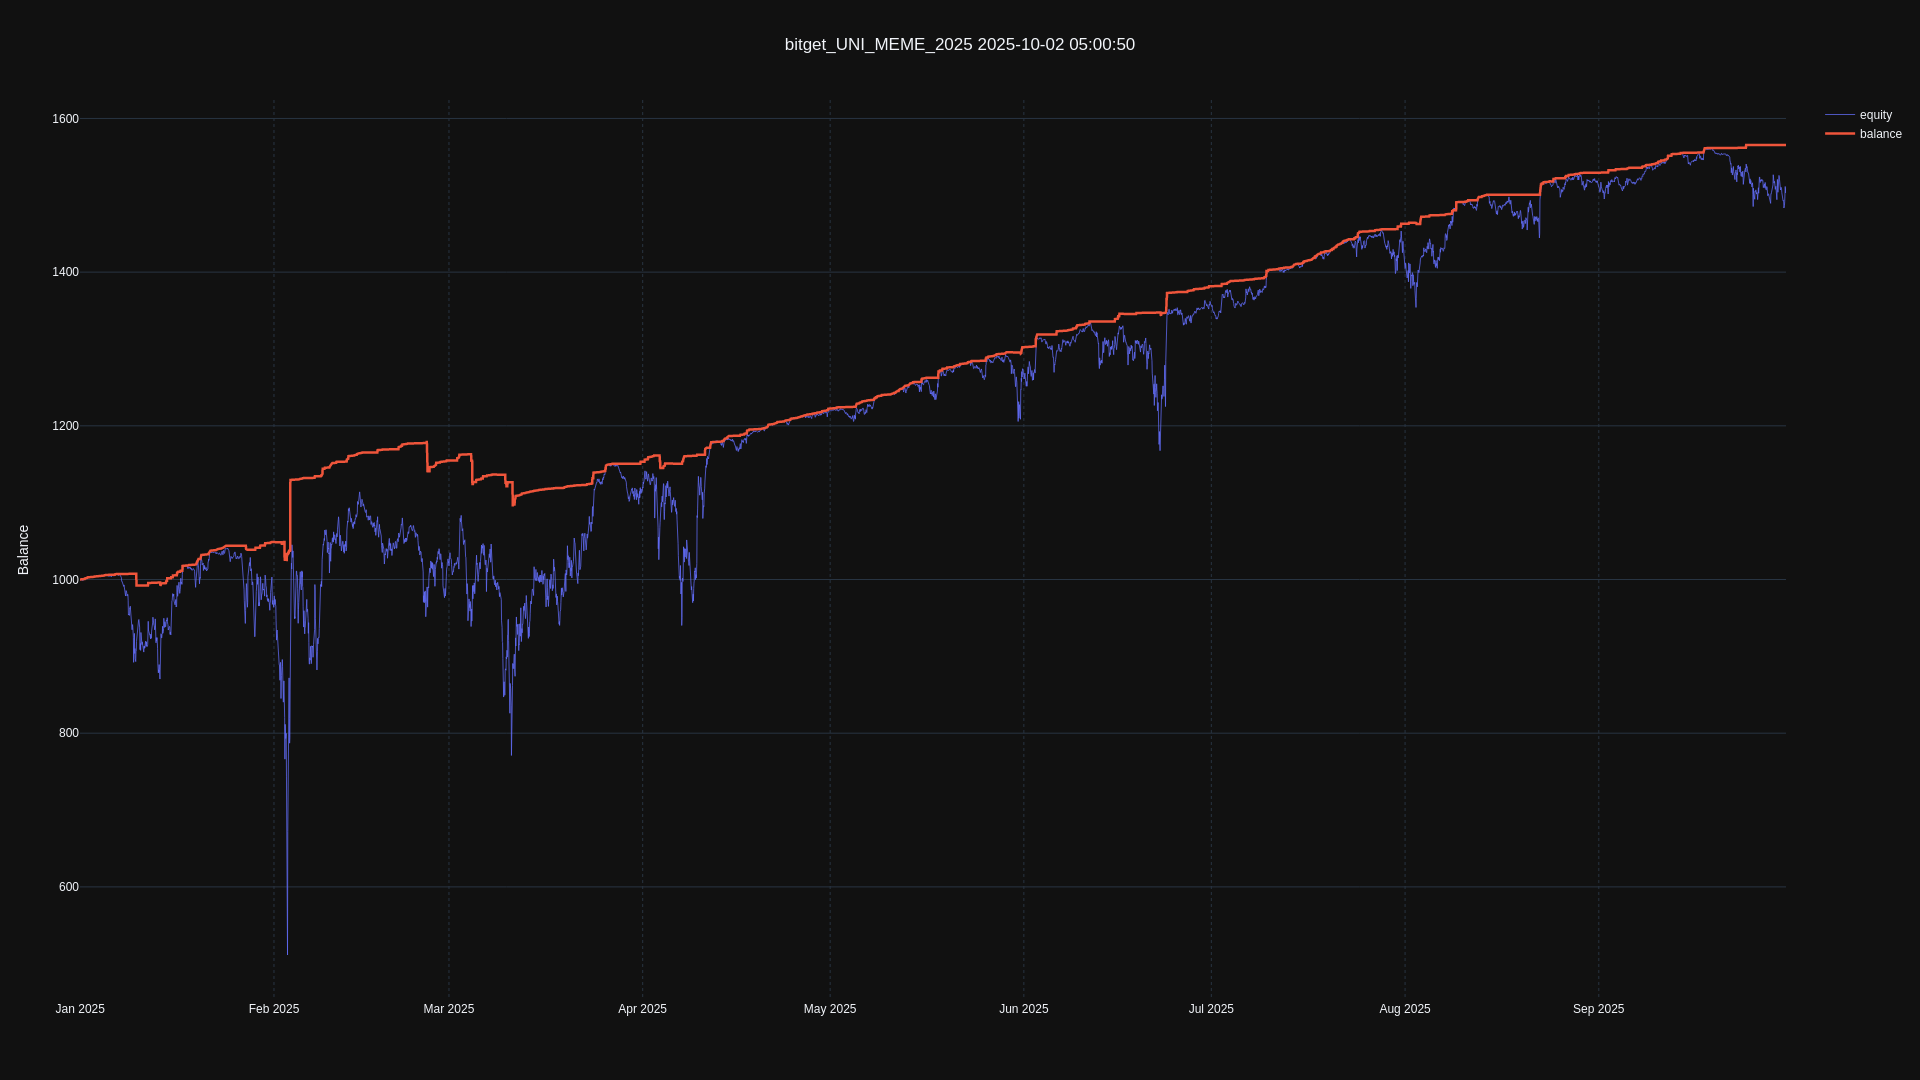 bitget_UNI_MEME_2025 2025-10-02 05:00:50
equity
balance
1600
1400
1200
1000
800
600
Balance
Jan 2025
Feb 2025
Mar 2025
Apr 2025
May 2025
Jun 2025
Jul 2025
Aug 2025
Sep 2025